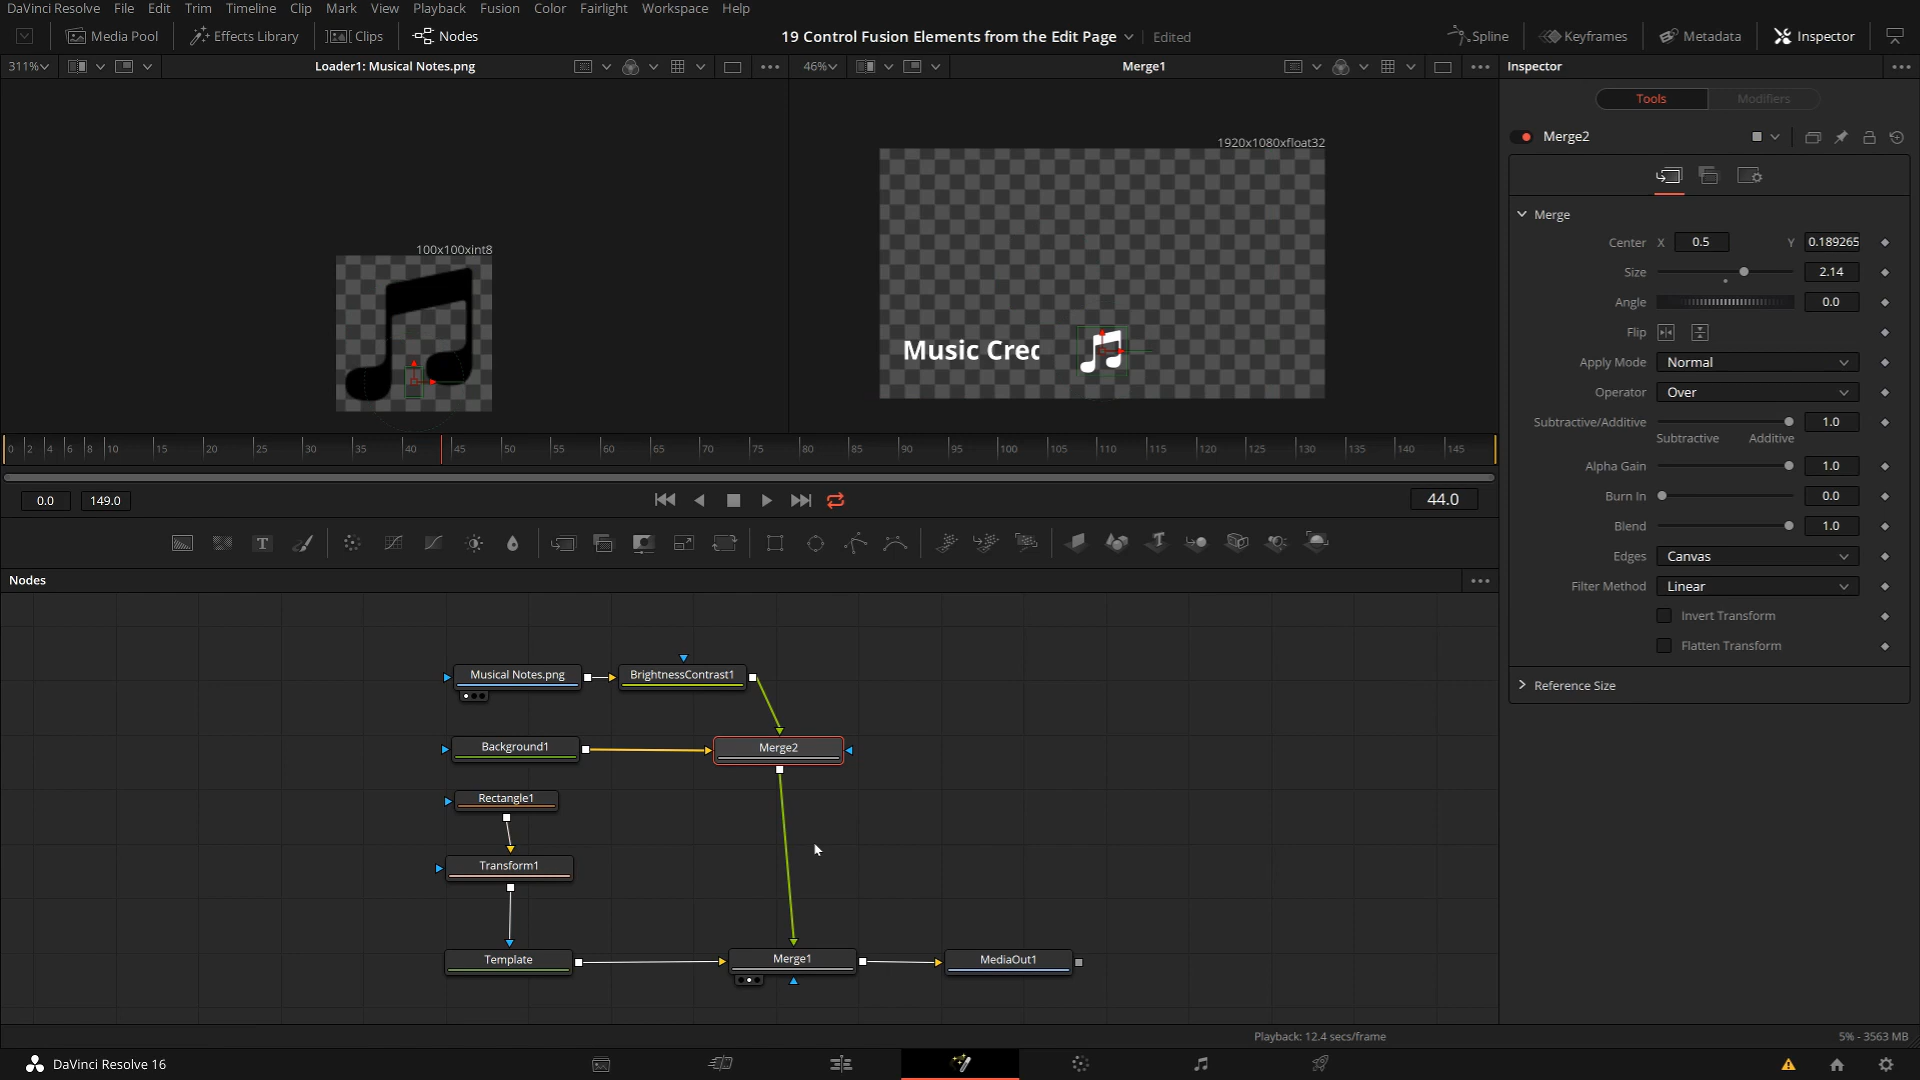 DaVinci Resolve File Edit Trim Timeline Clip Mark View Playback Fusion Color Fairlight Workspace Help
Media Pool Effects Library Clips Nodes 19 Control Fusion Elements from the Edit Page Edited Spline Keyframes Metadata Inspector
311% Loader1: Musical Notes.png 46% Merge1 Inspector
Tools Modifiers
Merge2
1920x1080xfloat32
100x100xint8
Music Crec
Merge
Center X 0.5 Y 0.189265
Size 2.14
Angle 0.0
Flip
Apply Mode Normal
Operator Over
Subtractive/Additive 1.0
Subtractive Additive
Alpha Gain 1.0
Burn In 0.0
Blend 1.0
Edges Canvas
Filter Method Linear
Invert Transform
Flatten Transform
Reference Size
0 2 4 6 8 10 15 20 25 30 35 40 45 50 55 60 65 70 75 80 85 90 95 100 105 110 115 120 125 130 135 140 145
0.0 149.0 44.0
T
Nodes
Musical Notes.png BrightnessContrast1
Background1 Merge2
Rectangle1
Transform1
Template Merge1 MediaOut1
Playback: 12.4 secs/frame 5% - 3563 MB
DaVinci Resolve 16